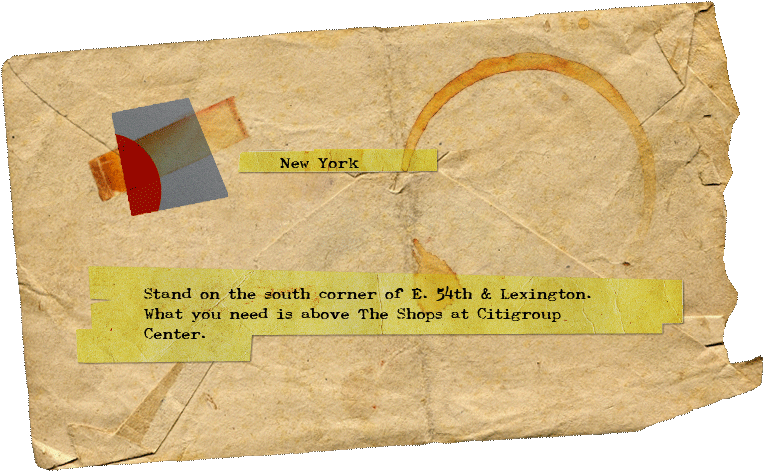 New York
Stand on the south corner of E. 54th & Lexington.
What you need is above The Shops at Citigroup
Center.